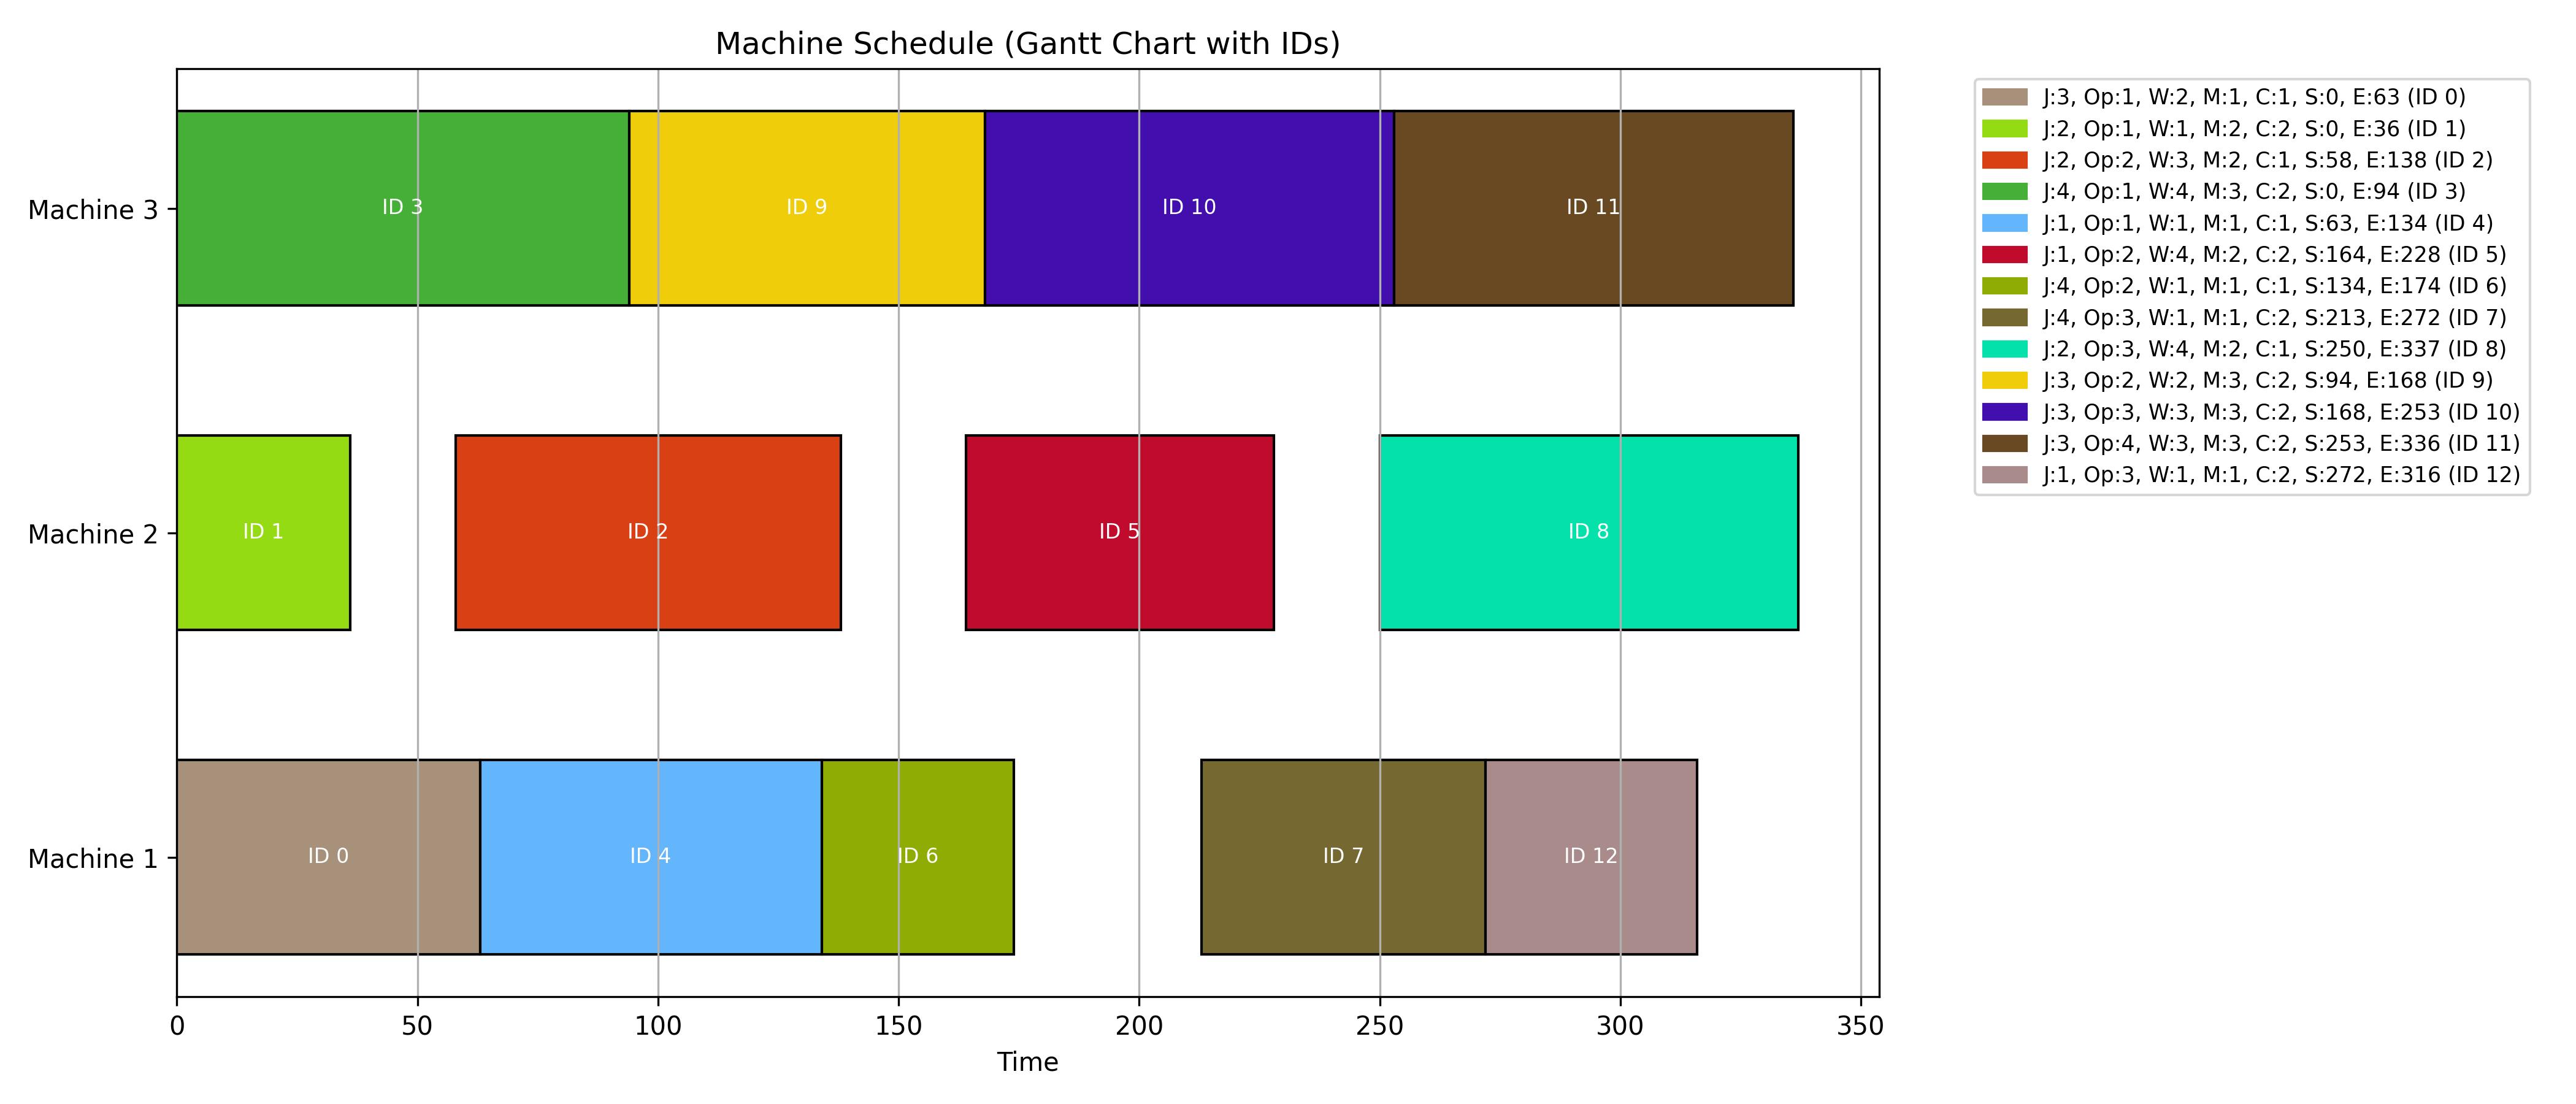 Machine Schedule (Gantt Chart with IDs)
Machine 3
ID 3
ID 9
ID 10
ID 11
Machine 2
ID 1
ID 2
ID 5
ID 8
Machine 1
ID 0
ID 4
ID 6
ID 7
ID 12
0 50 100 150 200 250 300 350
Time
J:3, Op:1, W:2, M:1, C:1, S:0, E:63 (ID 0)
J:2, Op:1, W:1, M:2, C:2, S:0, E:36 (ID 1)
J:2, Op:2, W:3, M:2, C:1, S:58, E:138 (ID 2)
J:4, Op:1, W:4, M:3, C:2, S:0, E:94 (ID 3)
J:1, Op:1, W:1, M:1, C:1, S:63, E:134 (ID 4)
J:1, Op:2, W:4, M:2, C:2, S:164, E:228 (ID 5)
J:4, Op:2, W:1, M:1, C:1, S:134, E:174 (ID 6)
J:4, Op:3, W:1, M:1, C:2, S:213, E:272 (ID 7)
J:2, Op:3, W:4, M:2, C:1, S:250, E:337 (ID 8)
J:3, Op:2, W:2, M:3, C:2, S:94, E:168 (ID 9)
J:3, Op:3, W:3, M:3, C:2, S:168, E:253 (ID 10)
J:3, Op:4, W:3, M:3, C:2, S:253, E:336 (ID 11)
J:1, Op:3, W:1, M:1, C:2, S:272, E:316 (ID 12)